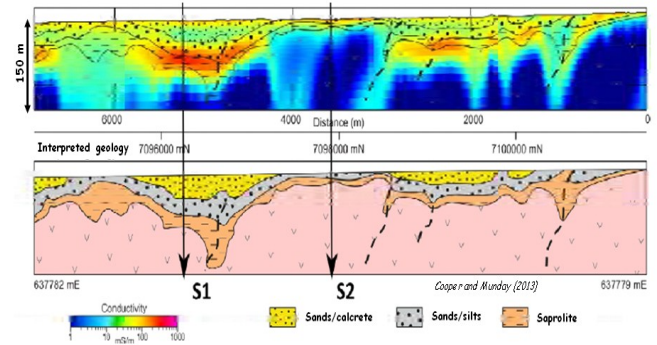 150 m
6000 4000 2000 0
Distance (m)
Interpreted geology 7096000 mN 7098000 mN 7100000 mN
637782 mE S1 S2 Cooper and Munday (2013) 637779 mE
Conductivity
1 10 100 1000
mS/m
Sands/calcrete Sands/silts Saprolite